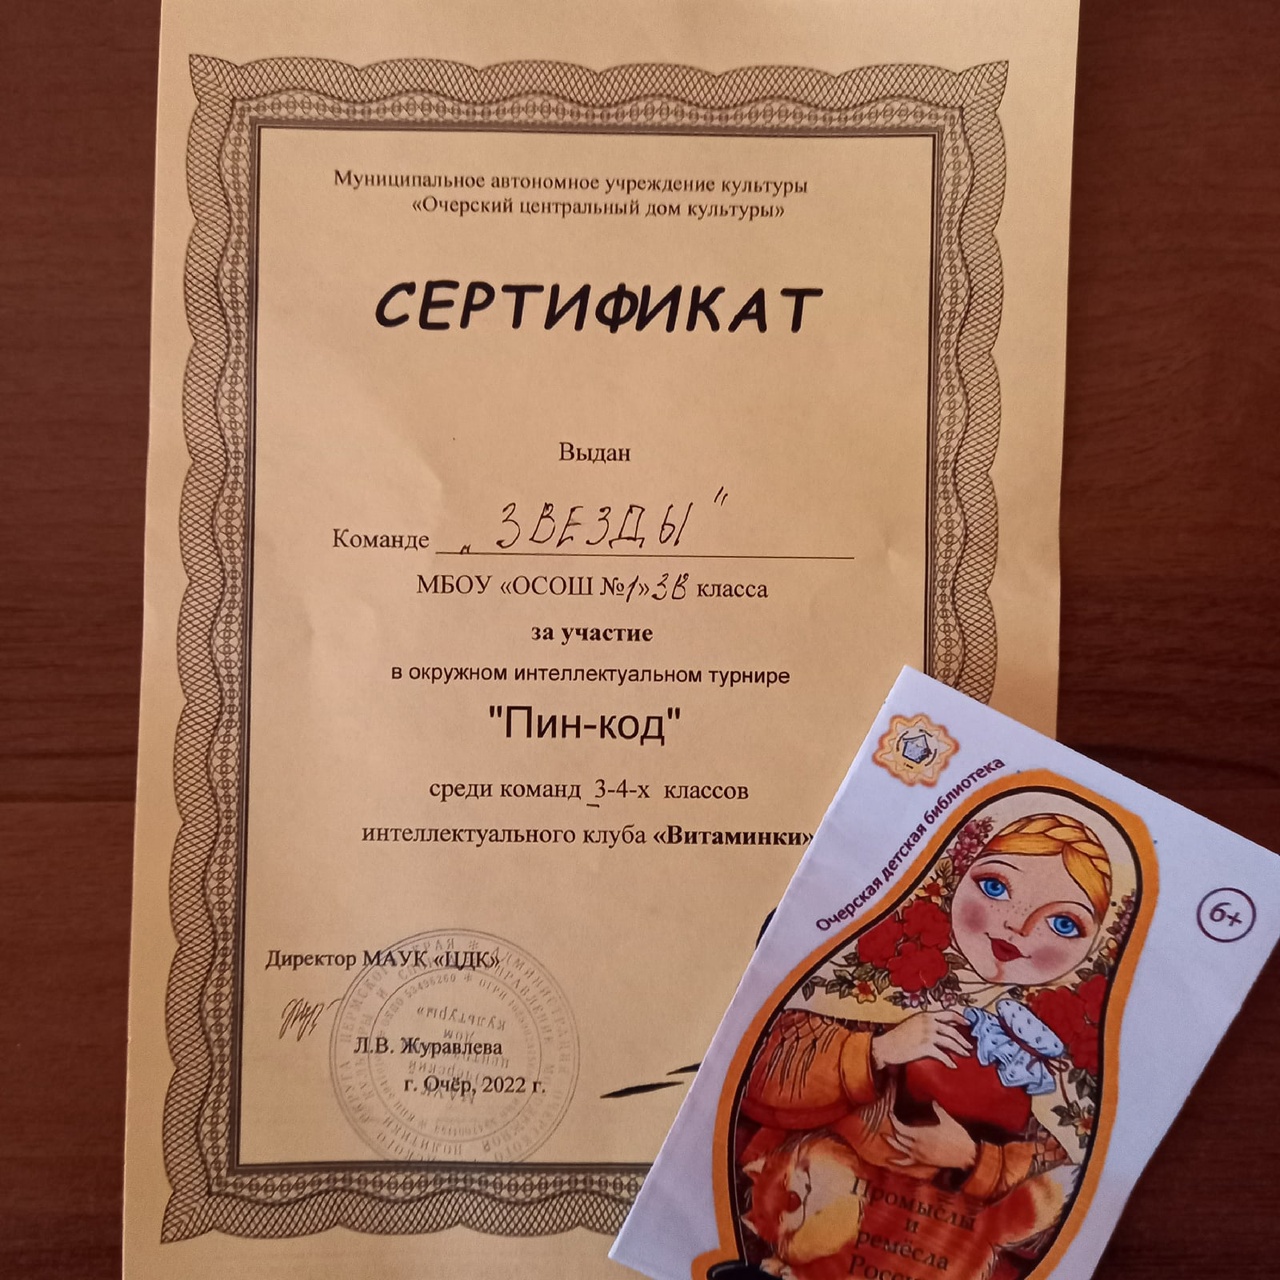 Муниципальное автономное учреждение культуры
«Очерский центральный дом культуры»
СЕРТИФИКАТ
Выдан
Команде „ЗВЕЗДЫ"
МБОУ «ОСОШ №1» 3В класса
за участие
в окружном интеллектуальном турнире
"Пин-код"
среди команд 3-4-х классов
интеллектуального клуба «Витаминки»
Директор МАУК «ЦДК»
Л.В. Журавлева
г. Очёр, 2022 г.
Очерская детская библиотека
6+
Промыслы
и
ремёсла